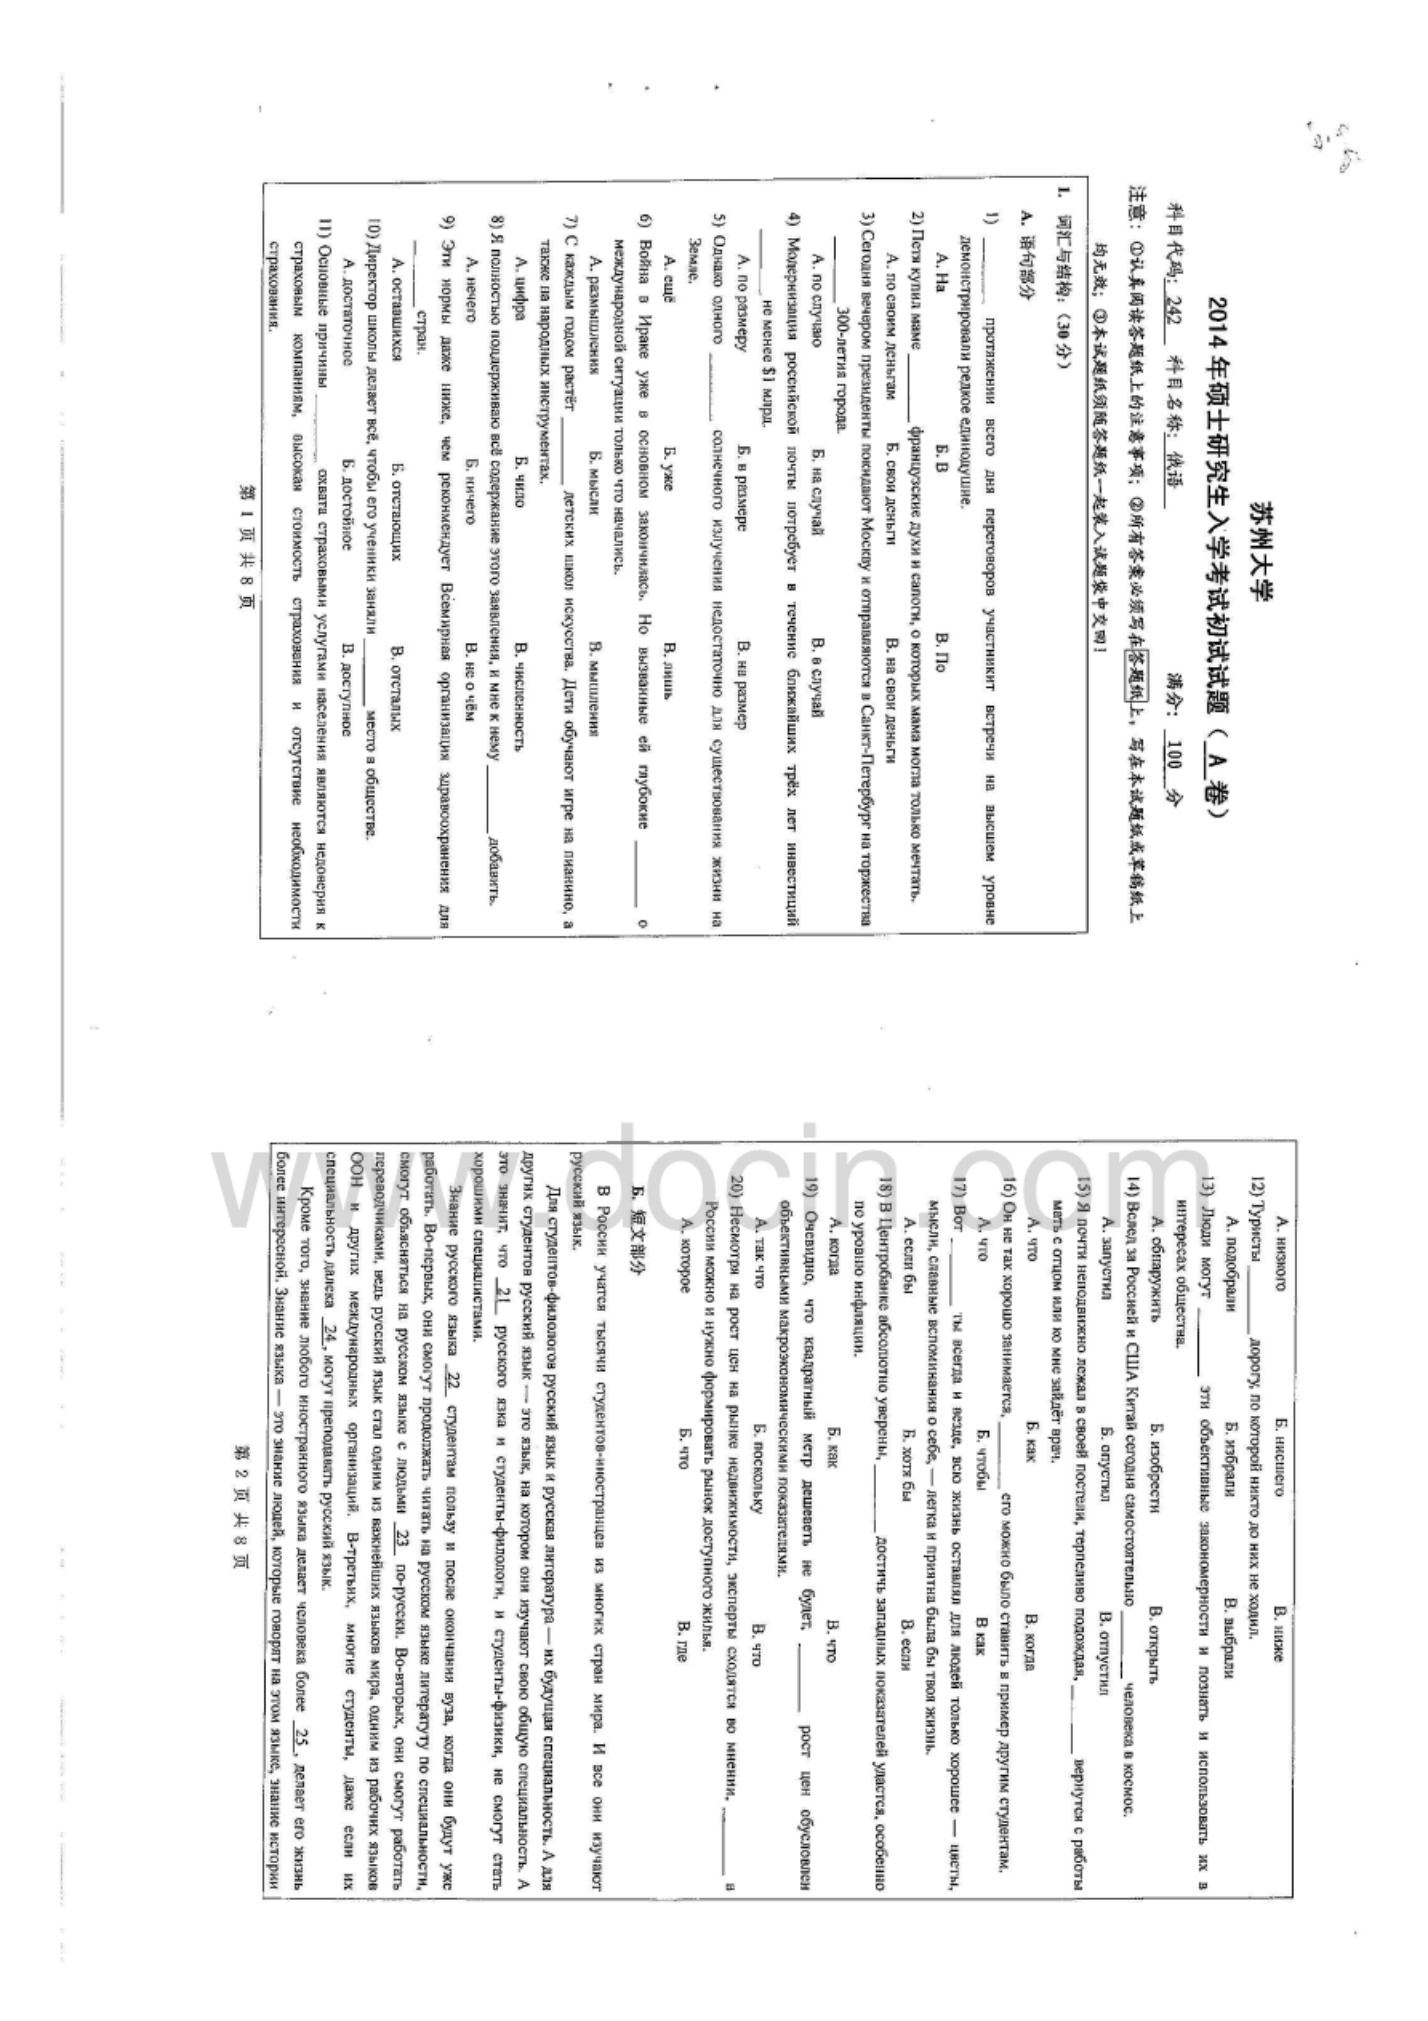 苏州大学
2014 年硕士研究生入学考试初试试题（ A 卷）
科目代码: 242 科目名称: 俄语 满分: 100 分
注意: ①认真阅读答题纸上的注意事项; ②所有答案必须写在答题纸上, 写在本试题纸或草稿纸上
均无效; ③本试题纸须随答题纸一起装入试题袋中交回!
I. 词汇与结构:（30 分）
A. 语句部分
1) ______ протяжении всего дня переговоров участникит встречи на высшем уровне
демонстрировали редкое единодушие.
А. На Б. В В. По
2) Петя купил маме ______ французские духи и сапоги, о которых мама могла только мечтать.
А. по своим деньгам Б. свои деньги В. на свои деньги
3) Сегодня вечером президенты покидают Москву и отправляются в Санкт-Петербург на торжества
______ 300-летия города.
А. по случаю Б. на случай В. в случай
4) Модернизация российской почты потребует в течение ближайших трёх лет инвестиций
______ не менее $1 млрд.
А. по размеру Б. в размере В. на размер
5) Однако одного ______ солнечного излучения недостаточно для существования жизни на
Земле.
А. ещё Б. уже В. лишь
6) Война в Ираке уже в основном закончилась. Но вызванные ей глубокие ______ о
международной ситуации только что начались.
А. размышления Б. мысли В. мышления
7) С каждым годом растёт ______ детских школ искусства. Дети обучают игре на пианино, а
также на народных инструментах.
А. цифра Б. чило В. численность
8) Я полностью поддерживаю всё содержание этого заявления, и мне к нему ______ добавить.
А. нечего Б. ничего В. не о чём
9) Эти нормы даже ниже, чем реконмендует Всемирная организация здравоохранения для
______ стран.
А. оставшихся Б. отстающих В. отсталых
10) Директор школы делает всё, чтобы его ученики заняли ______ место в обществе.
А. достаточное Б. достойное В. доступное
11) Основные причины ______ охвата страховыми услугами населения являются недоверия к
страховым компаниям, высокая стоимость страхования и отсутствие необходимости
страхования.
第 1 页 共 8 页
А. низкого Б. нисшего В. ниже
12) Туристы ______ дорогу, по которой никто до них не ходил.
А. подобрали Б. избрали В. выбрали
13) Люди могут ______ эти объективные закономерности и познать и использовать их в
интересах общества.
А. обнаружить Б. изобрести В. открыть
14) Вслед за Россией и США Китай сегодня самостоятельно ______ человека в космос.
А. запустил Б. опустил В. отпустил
15) Я почти неподвижно лежал в своей постели, терпеливо подождая, ______ вернутся с работы
мать с отцом или ко мне зайдёт врач.
А. что Б. как В. когда
16) Он не так хорошо занимается, ______ его можно было ставить в пример другим студентам.
А. что Б. чтобы В как
17) Вот ______ ты всегда и везде, всю жизнь оставлял для людей только хорошее — цветы,
мысли, славные вспоминания о себе, — легка и приятна была бы твоя жизнь.
А. если бы Б. хотя бы В. если
18) В Центробанке абсолютно уверены, ______ достичь западных показателей удастся, особенно
по уровню инфляции.
А. когда Б. как В. что
19) Очевидно, что квадратный метр дешеветь не будет, ______ рост цен обусловлен
объективными макроэкономическими показателями.
А. так что Б. поскольку В. что
20) Несмотря на рост цен на рынке недвижимости, эксперты сходятся во мнении, ______ в
России можно и нужно формировать рынок доступного жилья.
А. которое Б. что В. где
Б. 短文部分
В России учатся тысячи студентов-иностранцев из многих стран мира. И все они изучают
русский язык.
Для студентов-филологов русский язык и русская литература — их будущая специальность. А для
других студентов русский язык — это язык, на котором они изучают свою общую специальность. А
это значит, что 21 русского язка и студенты-филологи, и студенты-физики, не смогут стать
хорошими специалистами.
Знание русского языка 22 студентам пользу и после окончания вуза, когда они будут уже
работать. Во-первых, они смогут продолжать читать на русском языке литерату­ту по специальности,
смогут объясняться на русском языке с людьми 23 по-русски. Во-вторых, они смогут работать
переводчиками, ведь русский язык стал одним из важнейших языков мира, одним из рабочих языков
ООН и других международных организаций. В-третьих, многие студенты, даже если их
специальность далека 24, могут преподавать русский язык.
Кроме того, знание любого иностранного языка делает человека более 25, делает его жизнь
более интересной. Знание языка — это знание людей, которые говорят на этом языке, знание истории
第 2 页 共 8 页
www.docin.com